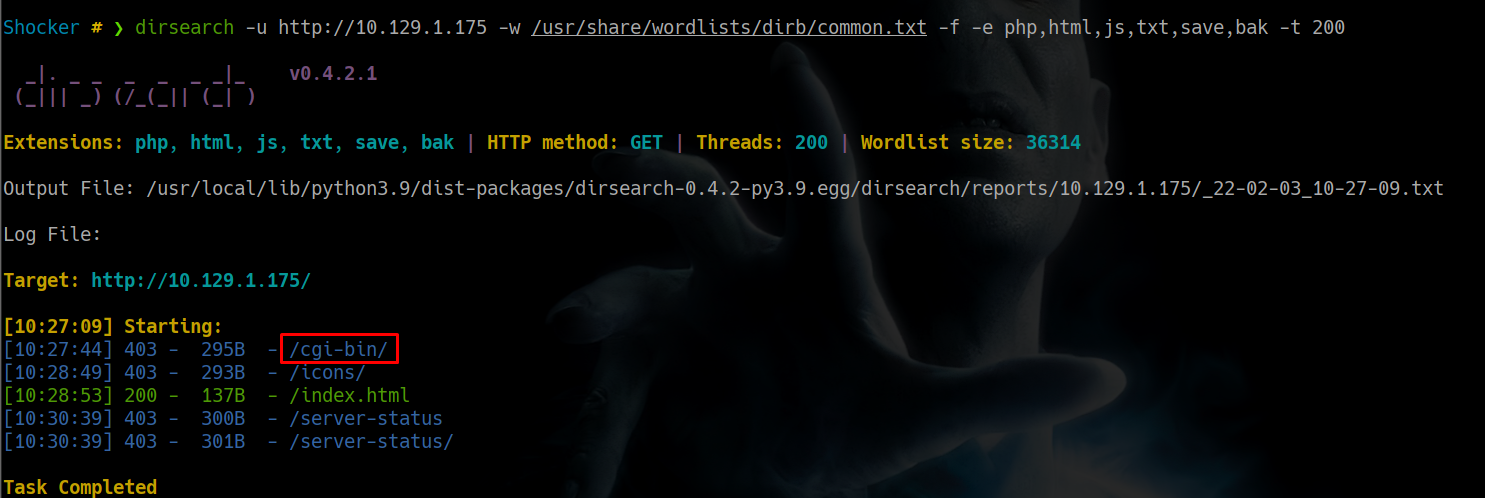 Shocker # ❯ dirsearch -u http://10.129.1.175 -w /usr/share/wordlists/dirb/common.txt -f -e php,html,js,txt,save,bak -t 200
  _|. _ _  _  _  _ _|_    v0.4.2.1
 (_||| _) (/_(_|| (_| )
Extensions: php, html, js, txt, save, bak | HTTP method: GET | Threads: 200 | Wordlist size: 36314
Output File: /usr/local/lib/python3.9/dist-packages/dirsearch-0.4.2-py3.9.egg/dirsearch/reports/10.129.1.175/_22-02-03_10-27-09.txt
Log File:
Target: http://10.129.1.175/
[10:27:09] Starting:
[10:27:44] 403 -  295B  - /cgi-bin/
[10:28:49] 403 -  293B  - /icons/
[10:28:53] 200 -  137B  - /index.html
[10:30:39] 403 -  300B  - /server-status
[10:30:39] 403 -  301B  - /server-status/
Task Completed